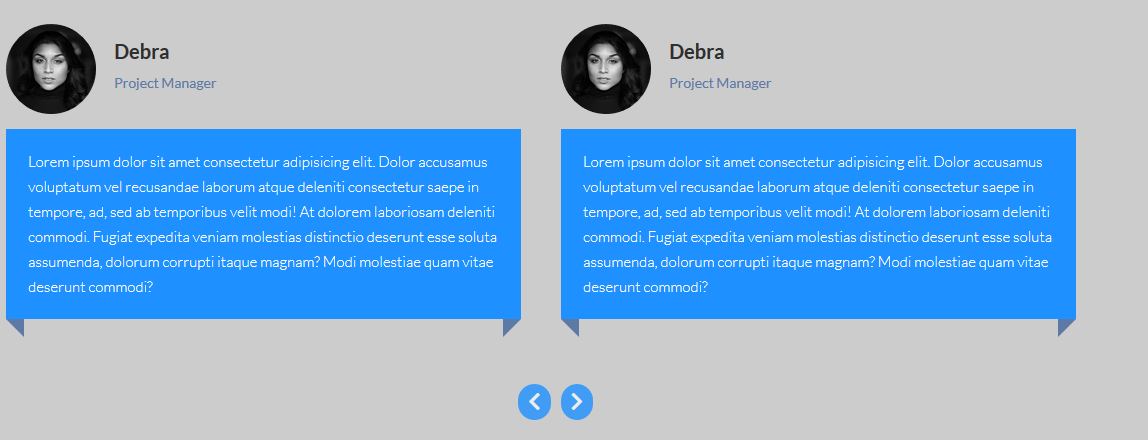 Debra
Project Manager
Lorem ipsum dolor sit amet consectetur adipisicing elit. Dolor accusamus
voluptatum vel recusandae laborum atque deleniti consectetur saepe in
tempore, ad, sed ab temporibus velit modi! At dolorem laboriosam deleniti
commodi. Fugiat expedita veniam molestias distinctio deserunt esse soluta
assumenda, dolorum corrupti itaque magnam? Modi molestiae quam vitae
deserunt commodi?
Debra
Project Manager
Lorem ipsum dolor sit amet consectetur adipisicing elit. Dolor accusamus
voluptatum vel recusandae laborum atque deleniti consectetur saepe in
tempore, ad, sed ab temporibus velit modi! At dolorem laboriosam deleniti
commodi. Fugiat expedita veniam molestias distinctio deserunt esse soluta
assumenda, dolorum corrupti itaque magnam? Modi molestiae quam vitae
deserunt commodi?